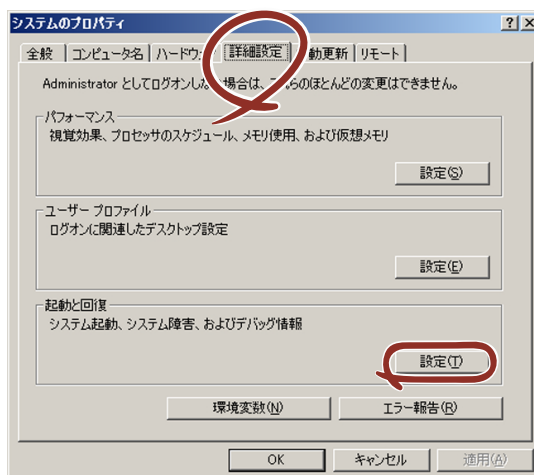 システムのプロパティ
全般 コンピュータ名 ハードウ 詳細設定 動更新 リモート
Administrator としてログオンしな 場合は、 らのほとんどの変更はできません。
パフォーマンス
視覚効果、プロセッサのスケジュール、メモリ使用、および仮想メモリ
設定(S)
ユーザー プロファイル
ログオンに関連したデスクトップ設定
設定(E)
起動と回復
システム起動、システム障害、およびデバッグ情報
設定(T)
環境変数(N) エラー報告(R)
OK キャンセル 適用(A)